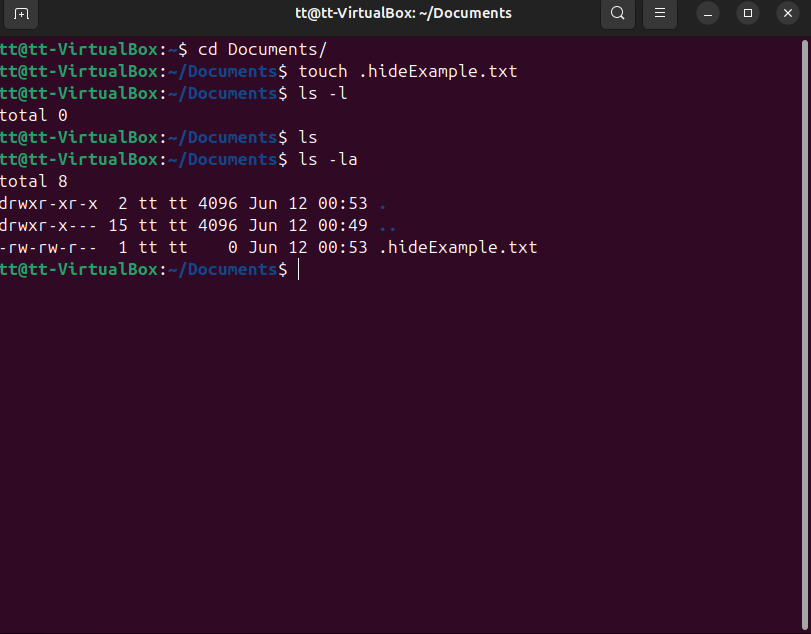 tt@tt-VirtualBox: ~/Documents
tt@tt-VirtualBox:~$ cd Documents/
tt@tt-VirtualBox:~/Documents$ touch .hideExample.txt
tt@tt-VirtualBox:~/Documents$ ls -l
total 0
tt@tt-VirtualBox:~/Documents$ ls
tt@tt-VirtualBox:~/Documents$ ls -la
total 8
drwxr-xr-x  2 tt tt 4096 Jun 12 00:53 .
drwxr-x--- 15 tt tt 4096 Jun 12 00:49 ..
-rw-rw-r--  1 tt tt    0 Jun 12 00:53 .hideExample.txt
tt@tt-VirtualBox:~/Documents$